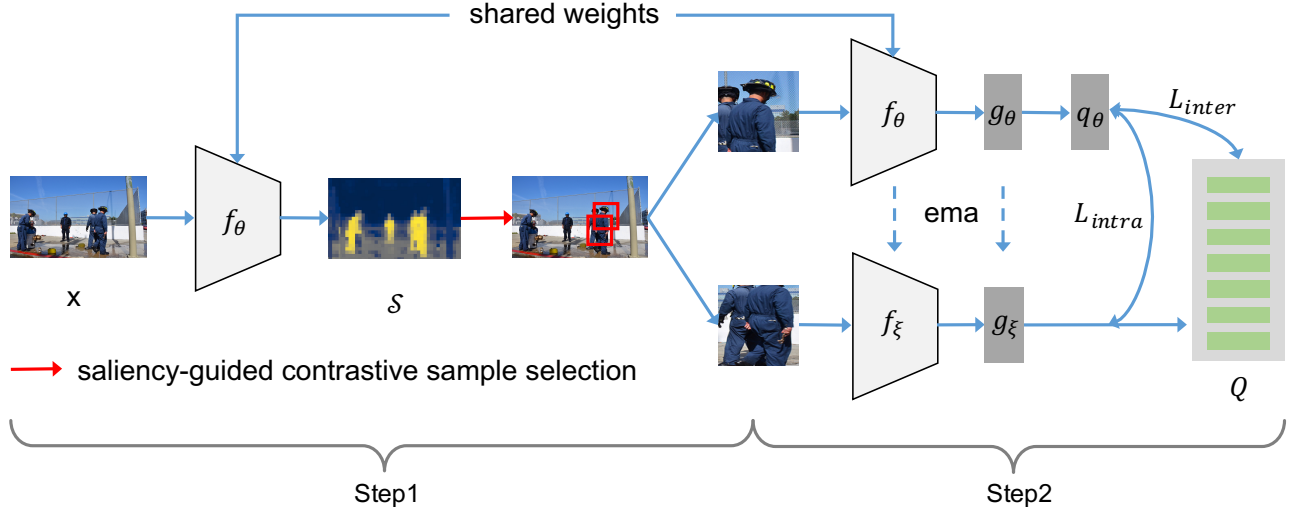 shared weights
f_θ
g_θ
q_θ
L_inter
x
f_θ
𝒮
ema
L_intra
f_ξ
g_ξ
Q
saliency-guided contrastive sample selection
Step1
Step2